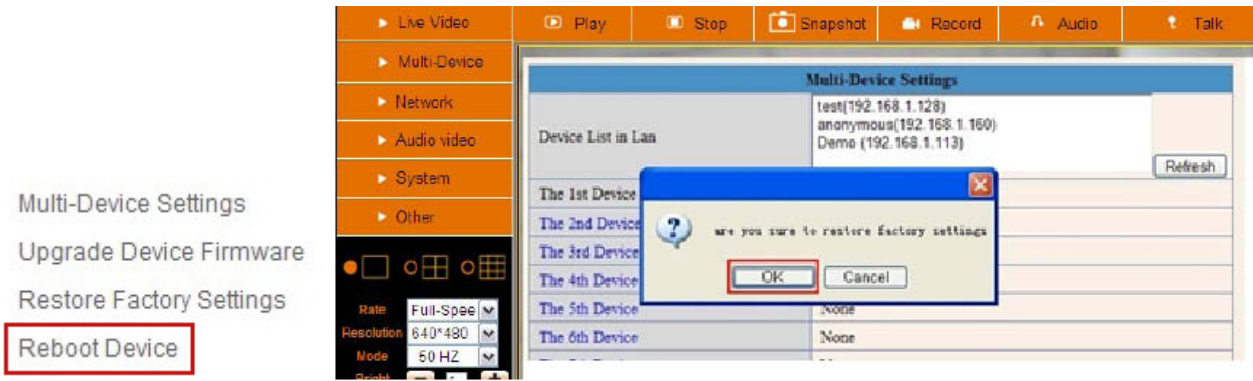 Multi-Device Settings
Upgrade Device Firmware
Restore Factory Settings
Reboot Device
Live Video
Multi-Device
Network
Audio video
System
Other
Rate
Full-Spee
Resolution
640*480
Mode
50 HZ
Bright
Play
Stop
Snapshot
Record
Audio
Talk
Multi-Device Settings
Device List in Lan
test(192.168.1.128)
anonymous(192.168.1.160)
Demo (192.168.1.113)
Refresh
The 1st Device
The 2nd Device
The 3rd Device
The 4th Device
The 5th Device
None
The 6th Device
None
are you sure to restore factory settings
OK
Cancel